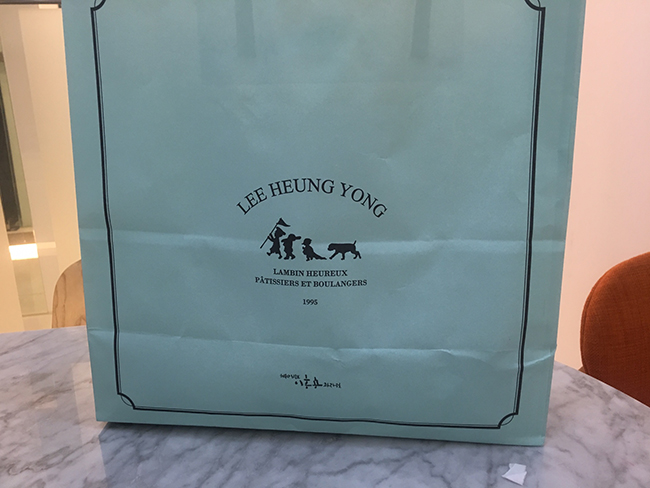 LEE HEUNG YONG
LAMBIN HEUREUX
PÂTISSIERS ET BOULANGERS
1995